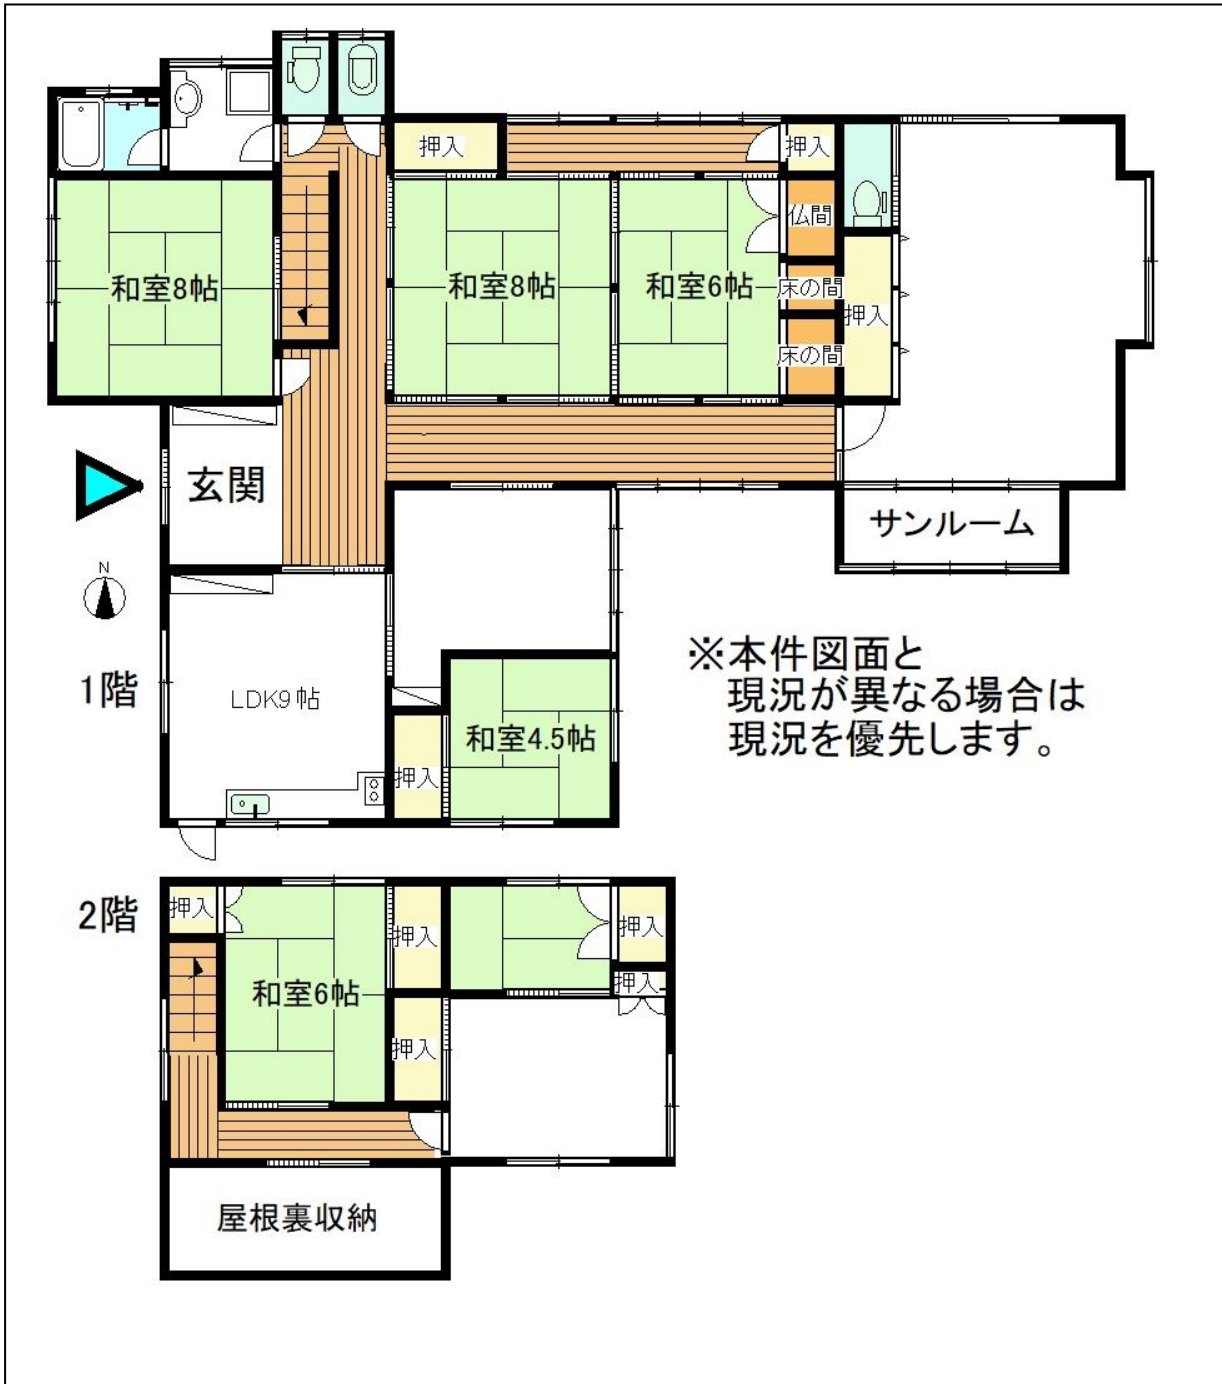 押入
押入
仏間
和室8帖
和室8帖
和室6帖
床の間
押入
床の間
玄関
サンルーム
N
1階
LDK9帖
和室4.5帖
押入
※本件図面と
現況が異なる場合は
現況を優先します。
2階
押入
押入
押入
押入
和室6帖
押入
屋根裏収納